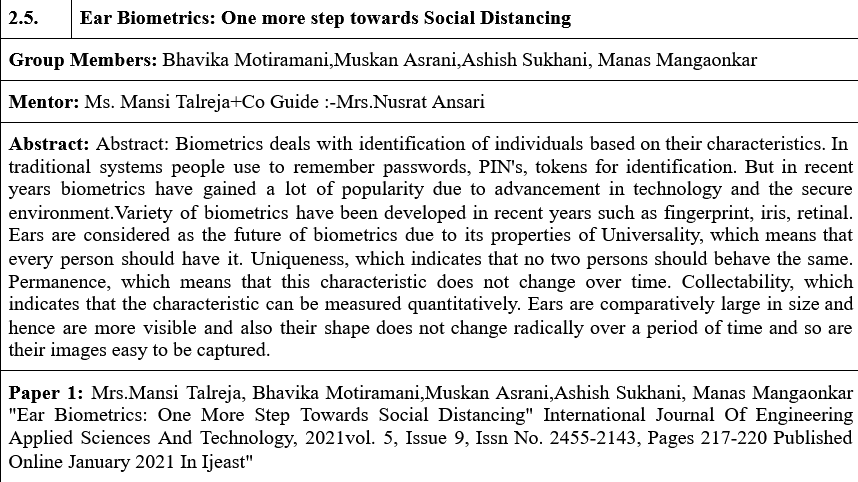 2.5. Ear Biometrics: One more step towards Social Distancing
Group Members: Bhavika Motiramani,Muskan Asrani,Ashish Sukhani, Manas Mangaonkar
Mentor: Ms. Mansi Talreja+Co Guide :-Mrs.Nusrat Ansari
Abstract: Abstract: Biometrics deals with identification of individuals based on their characteristics. In
traditional systems people use to remember passwords, PIN's, tokens for identification. But in recent
years biometrics have gained a lot of popularity due to advancement in technology and the secure
environment.Variety of biometrics have been developed in recent years such as fingerprint, iris, retinal.
Ears are considered as the future of biometrics due to its properties of Universality, which means that
every person should have it. Uniqueness, which indicates that no two persons should behave the same.
Permanence, which means that this characteristic does not change over time. Collectability, which
indicates that the characteristic can be measured quantitatively. Ears are comparatively large in size and
hence are more visible and also their shape does not change radically over a period of time and so are
their images easy to be captured.
Paper 1: Mrs.Mansi Talreja, Bhavika Motiramani,Muskan Asrani,Ashish Sukhani, Manas Mangaonkar
"Ear Biometrics: One More Step Towards Social Distancing" International Journal Of Engineering
Applied Sciences And Technology, 2021vol. 5, Issue 9, Issn No. 2455-2143, Pages 217-220 Published
Online January 2021 In Ijeast"